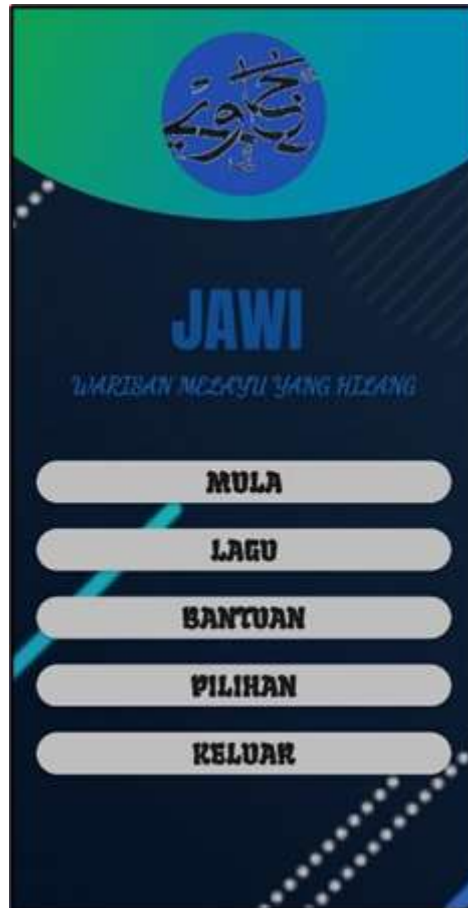 JAWI
WARISAN MELAYU YANG HILANG
MULA
LAGU
BANTUAN
PILIHAN
KELUAR